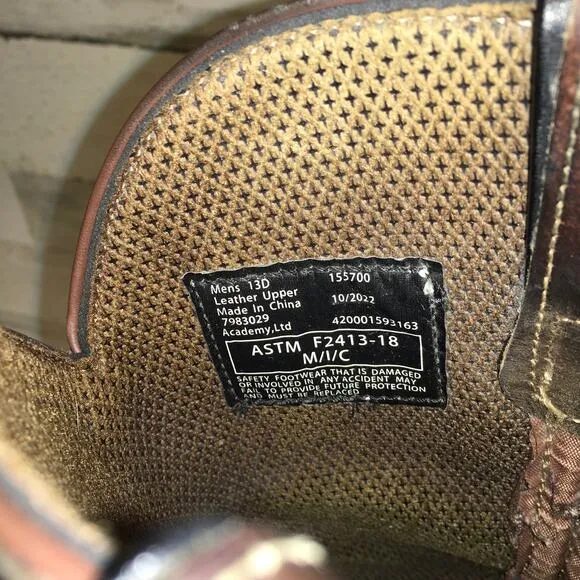 Mens 13D 155700
Leather Upper
Made In China 10/2022
7983029
Academy,Ltd 420001593163
ASTM F2413-18
M/I/C
SAFETY FOOTWEAR THAT IS DAMAGED
OR INVOLVED IN ANY ACCIDENT MAY
FAIL TO PROVIDE FUTURE PROTECTION
AND MUST BE REPLACED